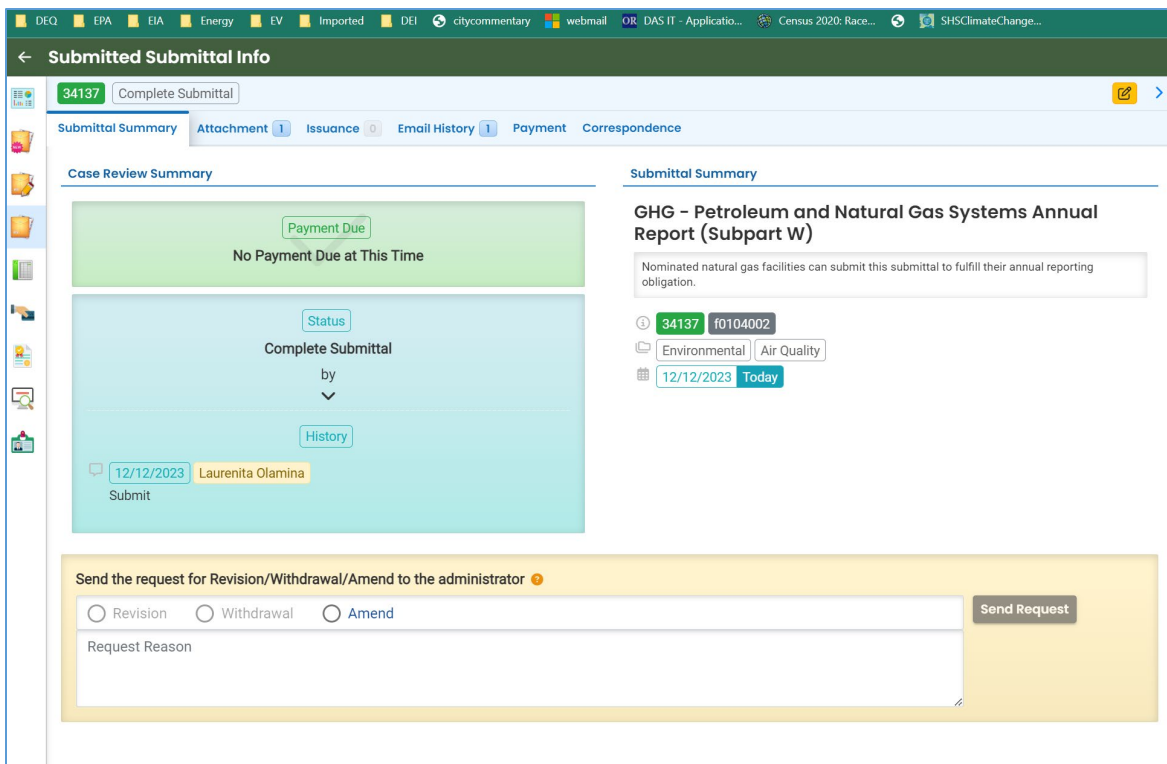 DEQ EPA EIA Energy EV Imported DEI citycommentary webmail OR DAS IT - Applicatio... Census 2020: Race... SHSClimateChange...
Submitted Submittal Info
34137 Complete Submittal
Submittal Summary Attachment 1 Issuance 0 Email History 1 Payment Correspondence
Case Review Summary
Payment Due
No Payment Due at This Time
Status
Complete Submittal
by
History
12/12/2023 Laurenita Olamina
Submit
Submittal Summary
GHG - Petroleum and Natural Gas Systems Annual
Report (Subpart W)
Nominated natural gas facilities can submit this submittal to fulfill their annual reporting
obligation.
34137 f0104002
Environmental Air Quality
12/12/2023 Today
Send the request for Revision/Withdrawal/Amend to the administrator ?
Revision Withdrawal Amend
Send Request
Request Reason